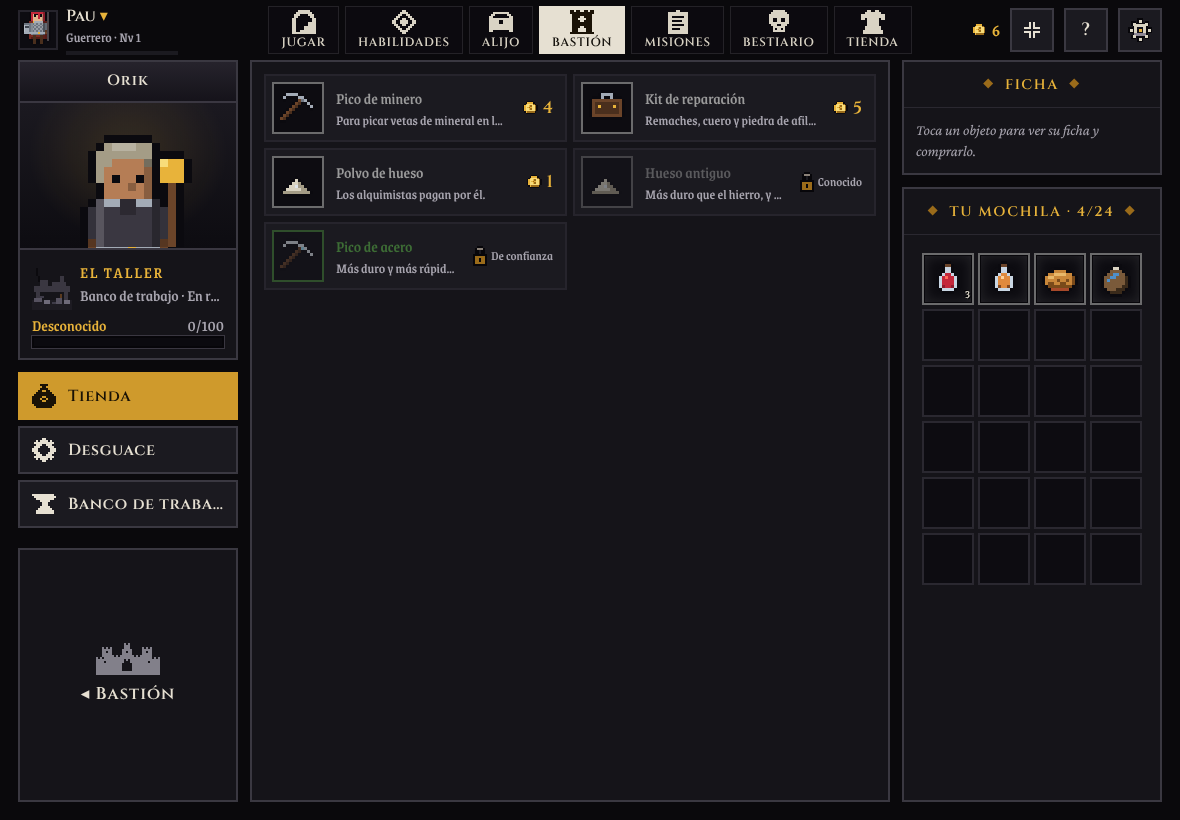 Pau ▼
Guerrero · Nv 1
JUGAR
HABILIDADES
ALIJO
BASTIÓN
MISIONES
BESTIARIO
TIENDA
6
?
Orik
EL TALLER
Banco de trabajo · En r...
Desconocido 0/100
Tienda
Desguace
Banco de traba...
◂ Bastión
Pico de minero
Para picar vetas de mineral en l...
4
Kit de reparación
Remaches, cuero y piedra de afil...
5
Polvo de hueso
Los alquimistas pagan por él.
1
Hueso antiguo
Más duro que el hierro, y ...
Conocido
Pico de acero
Más duro y más rápid...
De confianza
FICHA
Toca un objeto para ver su ficha y
comprarlo.
TU MOCHILA · 4/24
3